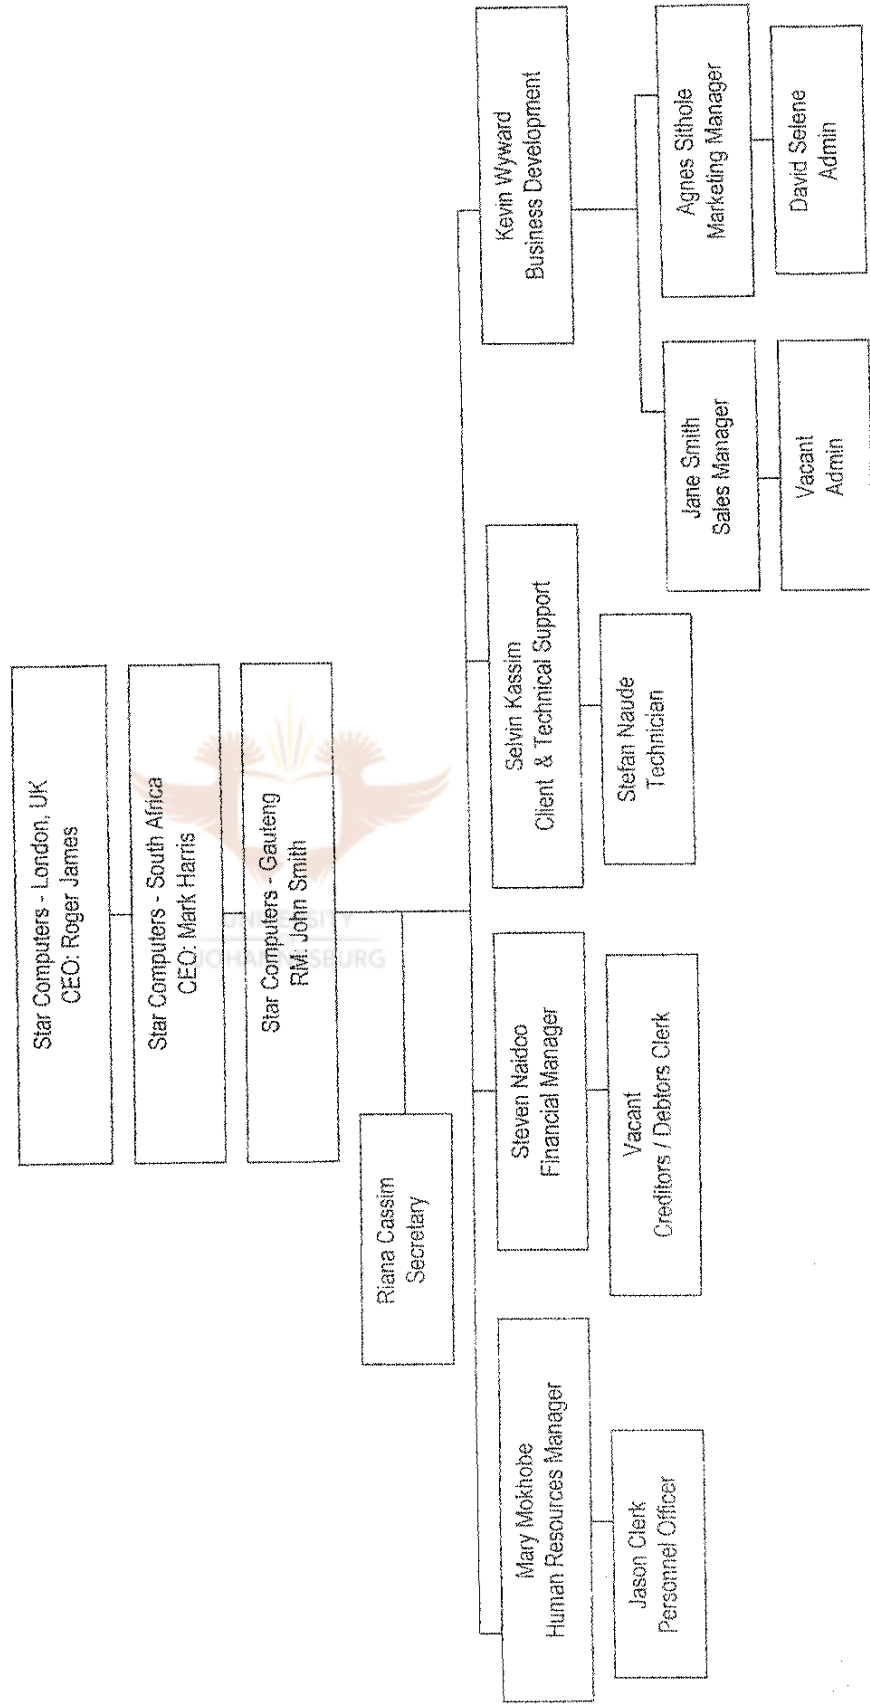 Star Computers - London, UK
CEO: Roger James
Star Computers - South Africa
CEO: Mark Harris
Star Computers - Gauteng
RM: John Smith
UNIVERSITY
JOHANNESBURG
Riana Cassim
Secretary
Mary Mokhobe
Human Resources Manager
Steven Naidoo
Financial Manager
Selvin Kassim
Client & Technical Support
Kevin Wyward
Business Development
Jason Clerk
Personnel Officer
Vacant
Creditors / Debtors Clerk
Stefan Naude
Technician
Jane Smith
Sales Manager
Agnes Sithole
Marketing Manager
Vacant
Admin
David Selene
Admin